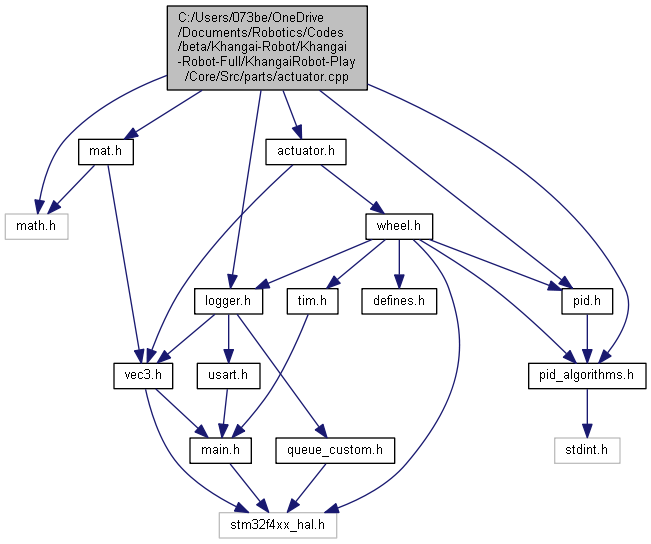 C:/Users/073be/OneDrive
/Documents/Robotics/Codes
/beta/Khangai-Robot/Khangai
-Robot-Full/KhangaiRobot-Play
/Core/Src/parts/actuator.cpp
mat.h
actuator.h
math.h
wheel.h
logger.h
tim.h
defines.h
pid.h
vec3.h
usart.h
pid_algorithms.h
main.h
queue_custom.h
stdint.h
stm32f4xx_hal.h